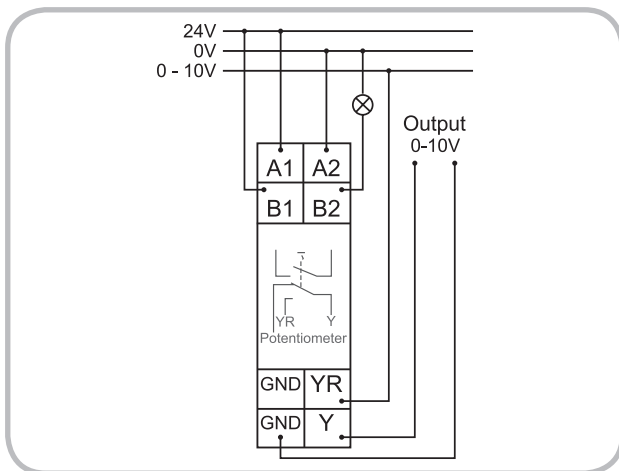 24V
0V
0 - 10V
Output
0-10V
A1 A2
B1 B2
YR Y
Potentiometer
GND YR
GND Y